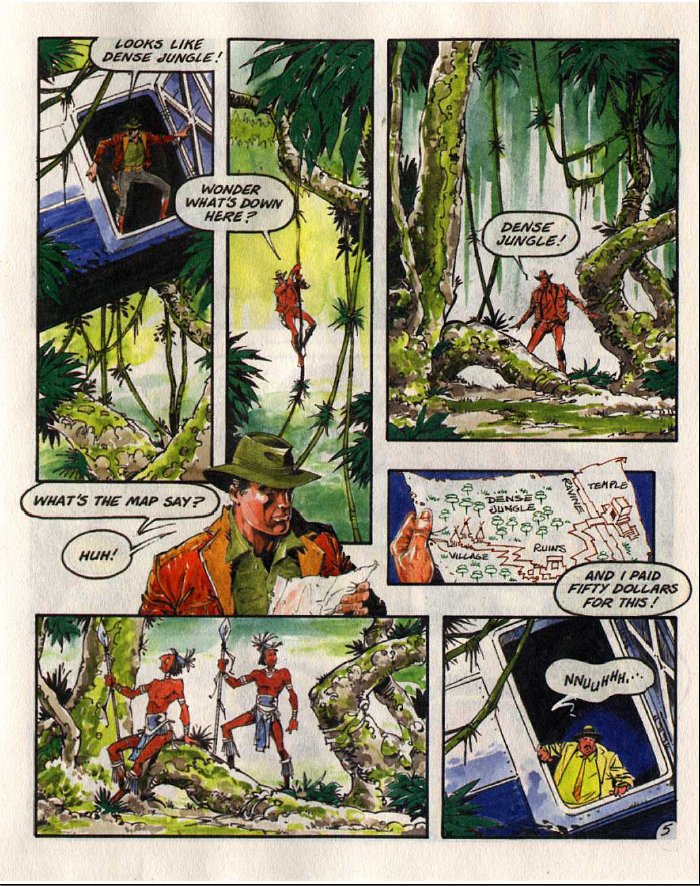 LOOKS LIKE
DENSE JUNGLE!
WONDER
WHAT'S DOWN
HERE?
DENSE
JUNGLE!
WHAT'S THE MAP SAY?
HUH!
DENSE
JUNGLE
RAVINE
TEMPLE
VILLAGE
RUINS
AND I PAID
FIFTY DOLLARS
FOR THIS!
NNUUHHH...
5